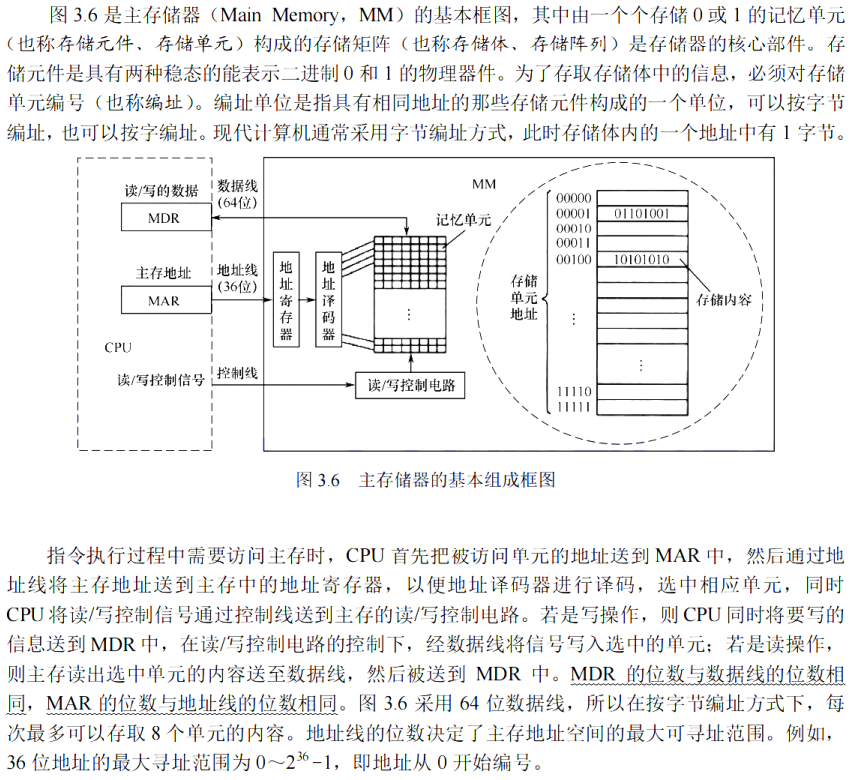 图 3.6 是主存储器（Main Memory，MM）的基本框图，其中由一个个存储 0 或 1 的记忆单元
（也称存储元件、存储单元）构成的存储矩阵（也称存储体、存储阵列）是存储器的核心部件。存
储元件是具有两种稳态的能表示二进制 0 和 1 的物理器件。为了存取存储体中的信息，必须对存储
单元编号（也称编址）。编址单位是指具有相同地址的那些存储元件构成的一个单位，可以按字节
编址，也可以按字编址。现代计算机通常采用字节编址方式，此时存储体内的一个地址中有 1 字节。
读/写的数据
MDR
数据线
(64位)
主存地址
MAR
地址线
(36位)
CPU
读/写控制信号
控制线
地址寄存器
地址译码器
记忆单元
⋮
读/写控制电路
MM
存储
单元
地址
00000
00001
01101001
00010
00011
00100
10101010
存储内容
⋮
⋮
11110
11111
图 3.6 主存储器的基本组成框图
指令执行过程中需要访问主存时，CPU 首先把被访问单元的地址送到 MAR 中，然后通过地
址线将主存地址送到主存中的地址寄存器，以便地址译码器进行译码，选中相应单元，同时
CPU 将读/写控制信号通过控制线送到主存的读/写控制电路。若是写操作，则 CPU 同时将要写的
信息送到 MDR 中，在读/写控制电路的控制下，经数据线将信号写入选中的单元；若是读操作，
则主存读出选中单元的内容送至数据线，然后被送到 MDR 中。MDR 的位数与数据线的位数相
同，MAR 的位数与地址线的位数相同。图 3.6 采用 64 位数据线，所以在按字节编址方式下，每
次最多可以存取 8 个单元的内容。地址线的位数决定了主存地址空间的最大可寻址范围。例如，
36 位地址的最大寻址范围为 0～2³⁶−1，即地址从 0 开始编号。